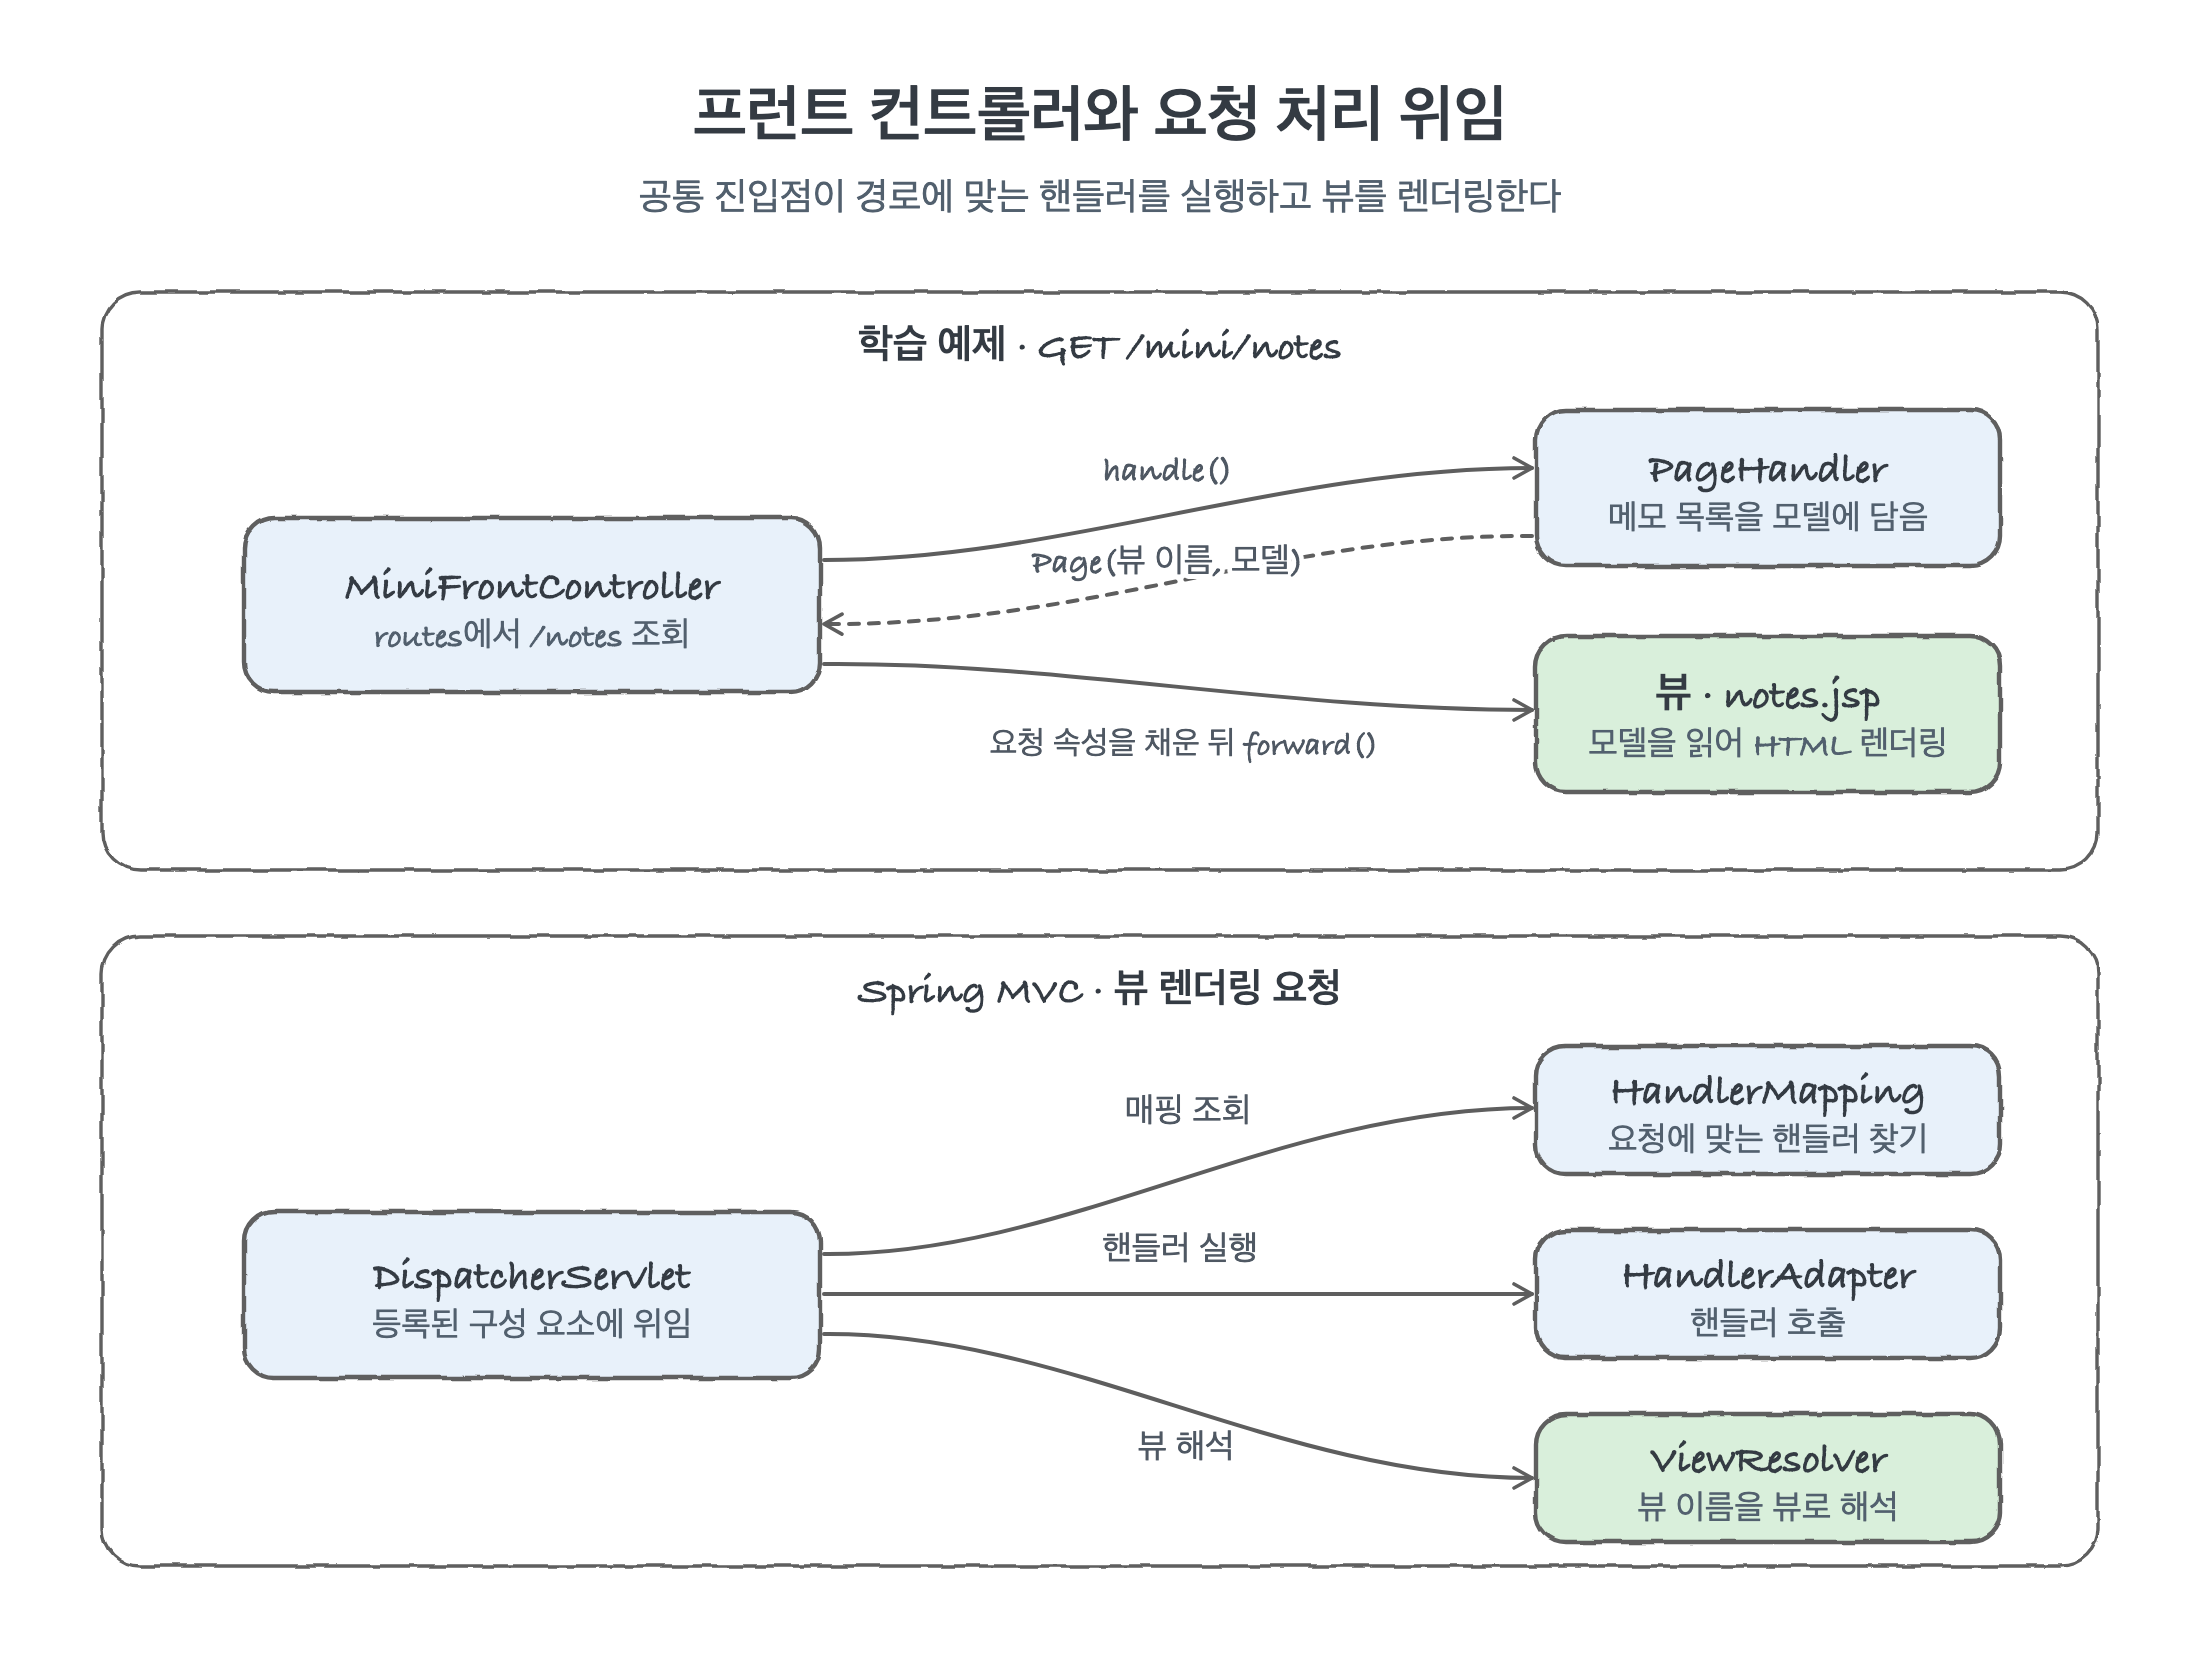 프런트 컨트롤러와 요청 처리 위임
공통 진입점이 경로에 맞는 핸들러를 실행하고 뷰를 렌더링한다
학습 예제 · GET /mini/notes
handle()
PageHandler
메모 목록을 모델에 담음
Page(뷰 이름, 모델)
MiniFrontController
routes에서 /notes 조회
뷰 · notes.jsp
모델을 읽어 HTML 렌더링
요청 속성을 채운 뒤 forward()
Spring MVC · 뷰 렌더링 요청
매핑 조회
HandlerMapping
요청에 맞는 핸들러 찾기
핸들러 실행
DispatcherServlet
등록된 구성 요소에 위임
HandlerAdapter
핸들러 호출
뷰 해석
ViewResolver
뷰 이름을 뷰로 해석